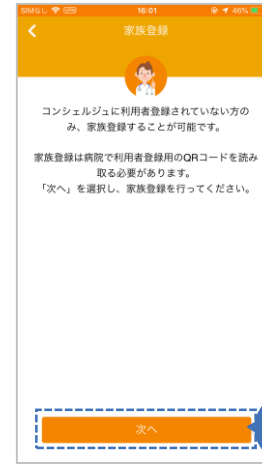 SIMなし 16:01 46%
家族登録
コンシェルジュに利用者登録されていない方の
み、家族登録することが可能です。
家族登録は病院で利用者登録用のQRコードを読み
取る必要があります。
「次へ」を選択し、家族登録を行ってください。
次へ